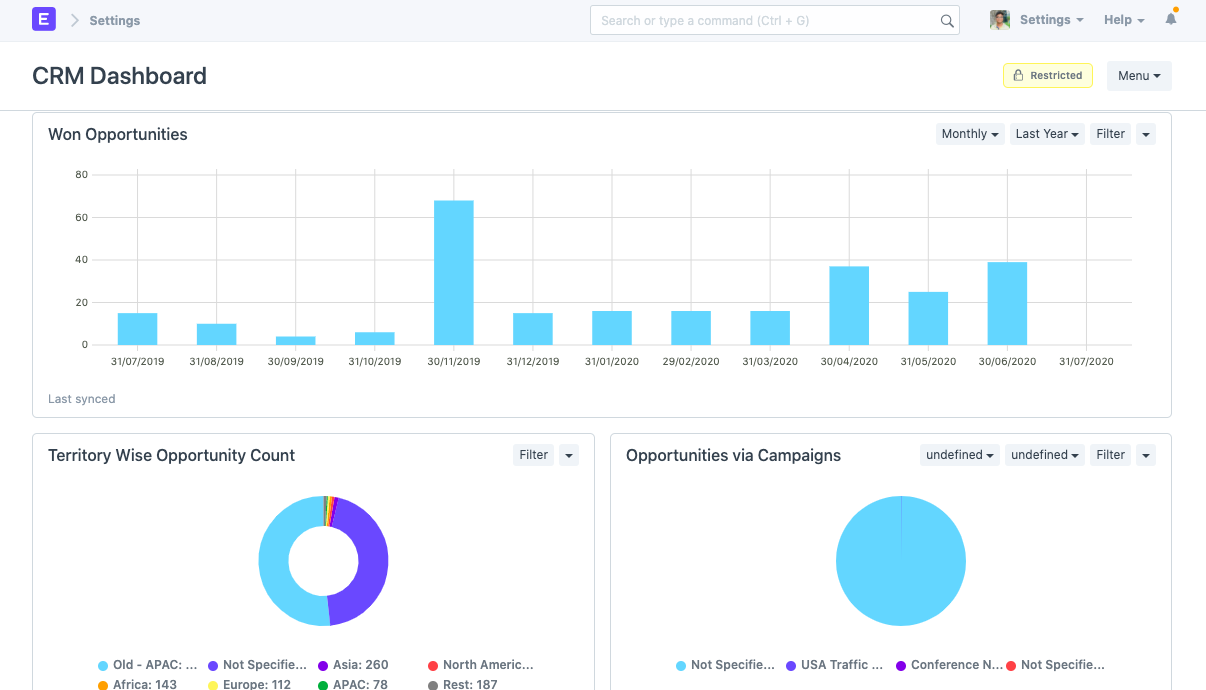 E Settings Search or type a command (Ctrl + G) Settings Help
CRM Dashboard Restricted Menu
Won Opportunities Monthly Last Year Filter
80
60
40
20
0
31/07/2019 31/08/2019 30/09/2019 31/10/2019 30/11/2019 31/12/2019 31/01/2020 29/02/2020 31/03/2020 30/04/2020 31/05/2020 30/06/2020 31/07/2020
Last synced
Territory Wise Opportunity Count Filter
Old - APAC: ... Not Specifie... Asia: 260 North Americ...
Africa: 143 Europe: 112 APAC: 78 Rest: 187
Opportunities via Campaigns undefined undefined Filter
Not Specifie... USA Traffic ... Conference N... Not Specifie...